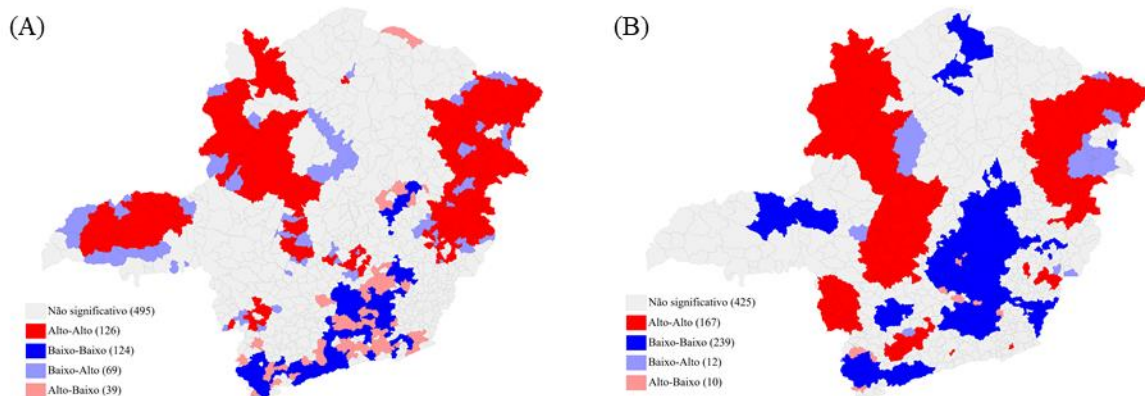 (A)
Não significativo (495)
Alto-Alto (126)
Baixo-Baixo (124)
Baixo-Alto (69)
Alto-Baixo (39)
(B)
Não significativo (425)
Alto-Alto (167)
Baixo-Baixo (239)
Baixo-Alto (12)
Alto-Baixo (10)